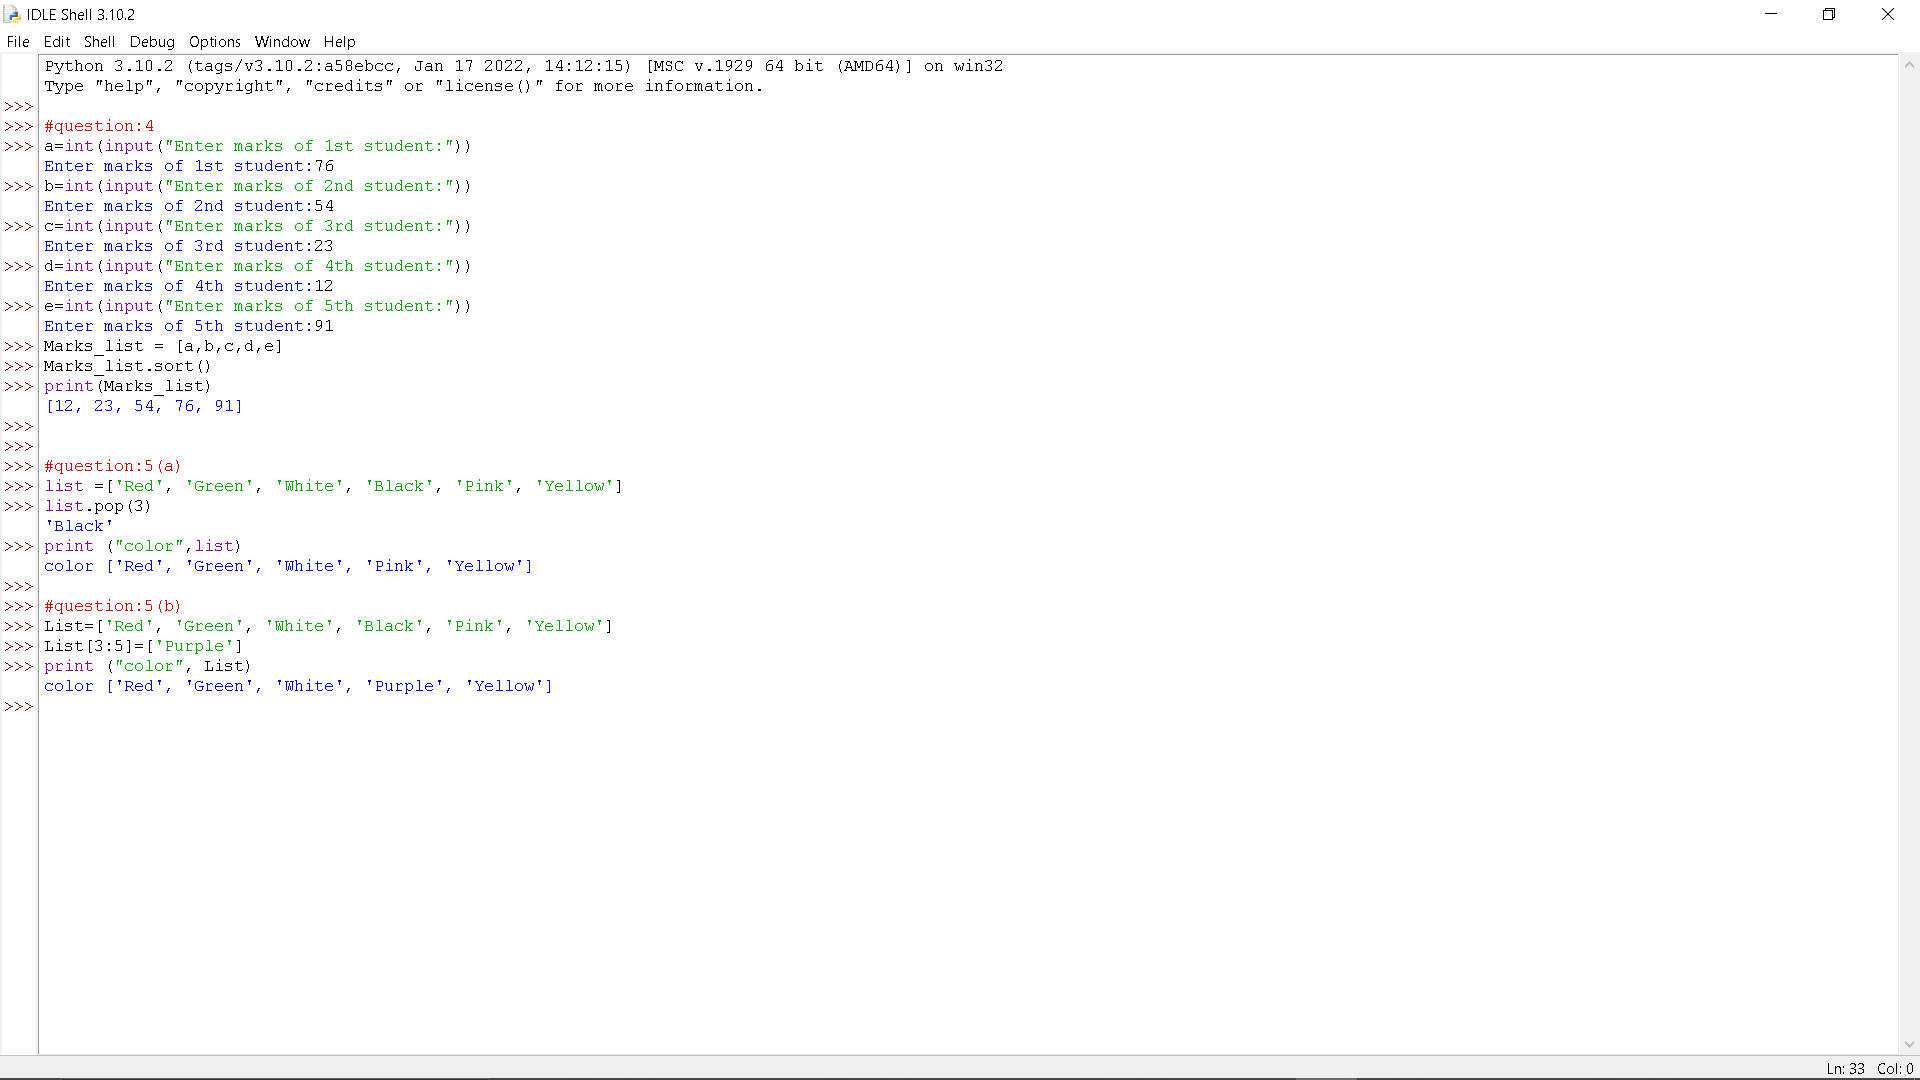 IDLE Shell 3.10.2
File Edit Shell Debug Options Window Help
Python 3.10.2 (tags/v3.10.2:a58ebcc, Jan 17 2022, 14:12:15) [MSC v.1929 64 bit (AMD64)] on win32
Type "help", "copyright", "credits" or "license()" for more information.
>>>
>>> #question:4
>>> a=int(input("Enter marks of 1st student:"))
Enter marks of 1st student:76
>>> b=int(input("Enter marks of 2nd student:"))
Enter marks of 2nd student:54
>>> c=int(input("Enter marks of 3rd student:"))
Enter marks of 3rd student:23
>>> d=int(input("Enter marks of 4th student:"))
Enter marks of 4th student:12
>>> e=int(input("Enter marks of 5th student:"))
Enter marks of 5th student:91
>>> Marks_list = [a,b,c,d,e]
>>> Marks_list.sort()
>>> print(Marks_list)
[12, 23, 54, 76, 91]
>>>
>>>
>>> #question:5(a)
>>> list =['Red', 'Green', 'White', 'Black', 'Pink', 'Yellow']
>>> list.pop(3)
'Black'
>>> print ("color",list)
color ['Red', 'Green', 'White', 'Pink', 'Yellow']
>>>
>>> #question:5(b)
>>> List=['Red', 'Green', 'White', 'Black', 'Pink', 'Yellow']
>>> List[3:5]=['Purple']
>>> print ("color", List)
color ['Red', 'Green', 'White', 'Purple', 'Yellow']
>>>
Ln: 33 Col: 0